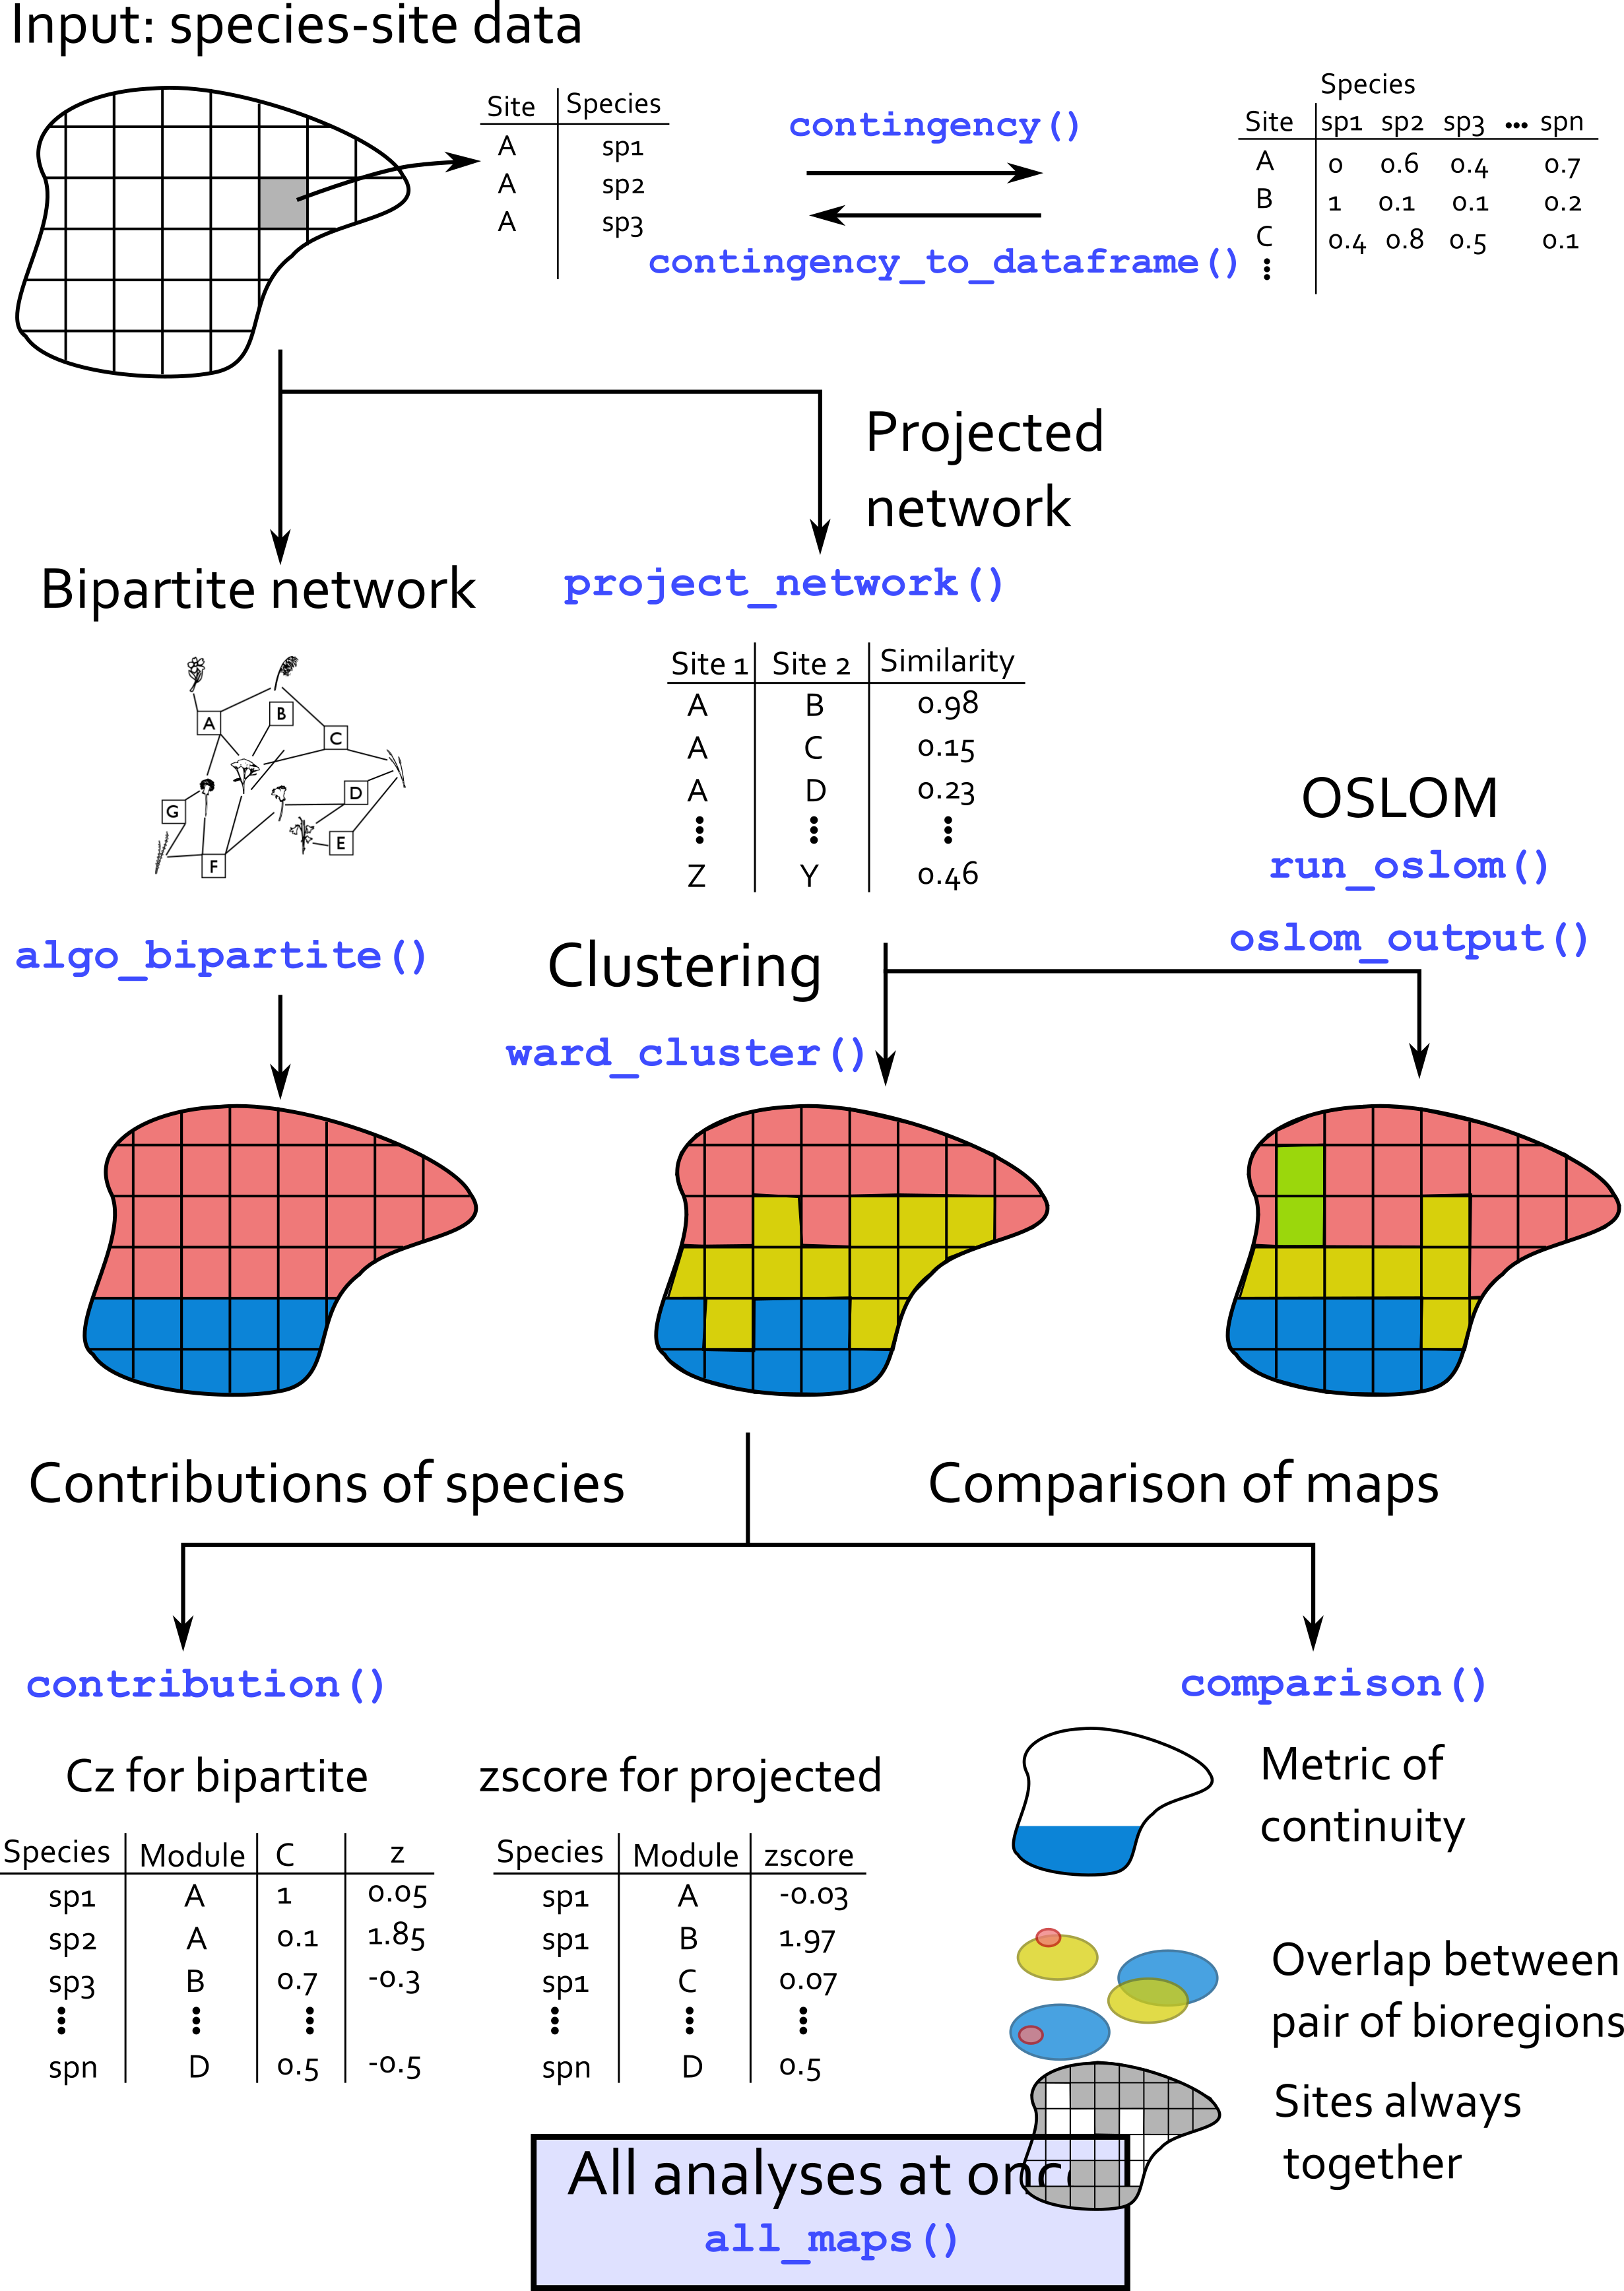 Input: species-site data
Site Species
A sp1
A sp2
A sp3
contingency()
contingency_to_dataframe()
Species
Site sp1 sp2 sp3 ... spn
A 0 0.6 0.4 0.7
B 1 0.1 0.1 0.2
C 0.4 0.8 0.5 0.1
Projected
network
Bipartite network
project_network()
A
B
C
D
E
F
G
Site 1 Site 2 Similarity
A B 0.98
A C 0.15
A D 0.23
Z Y 0.46
OSLOM
run_oslom()
oslom_output()
algo_bipartite()
Clustering
ward_cluster()
Contributions of species
Comparison of maps
contribution()
comparison()
Cz for bipartite
Species Module C z
sp1 A 1 0.05
sp2 A 0.1 1.85
sp3 B 0.7 -0.3
spn D 0.5 -0.5
zscore for projected
Species Module zscore
sp1 A -0.03
sp1 B 1.97
sp1 C 0.07
spn D 0.5
Metric of
continuity
Overlap between
pair of bioregions
Sites always
together
All analyses at once
all_maps()